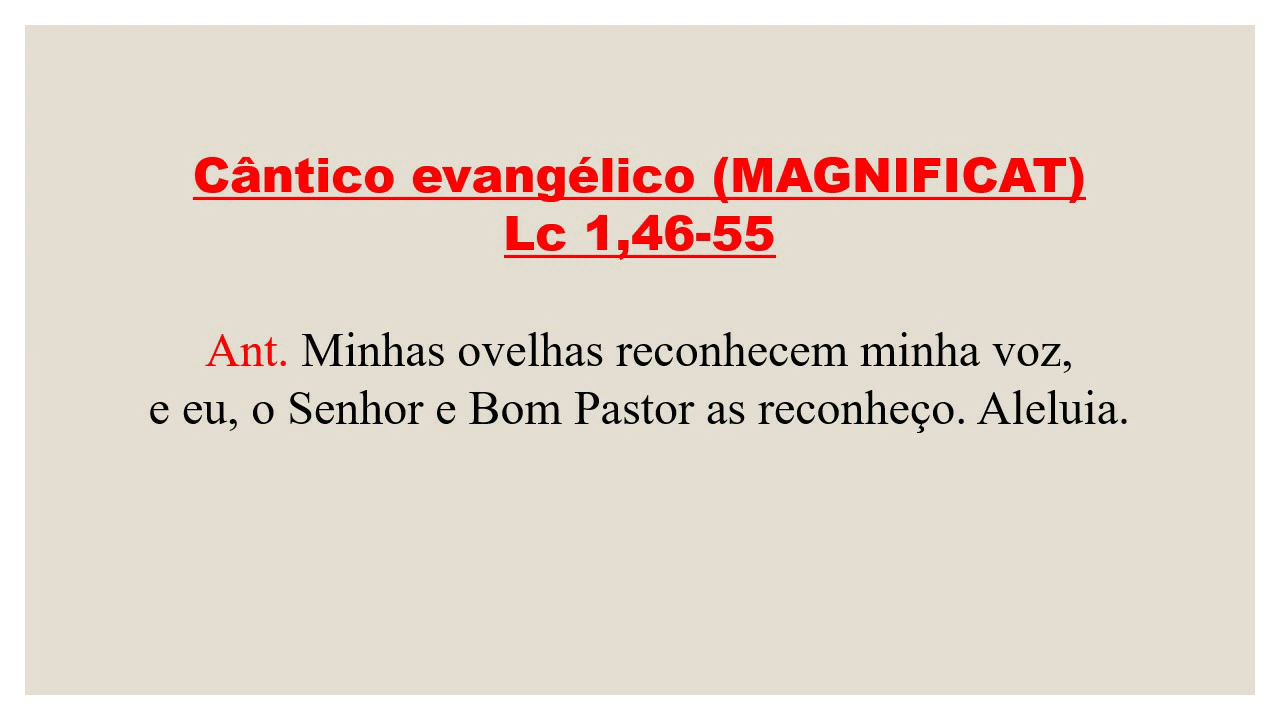 Cântico evangélico (MAGNIFICAT)
Lc 1,46-55
Ant. Minhas ovelhas reconhecem minha voz,
e eu, o Senhor e Bom Pastor as reconheço. Aleluia.